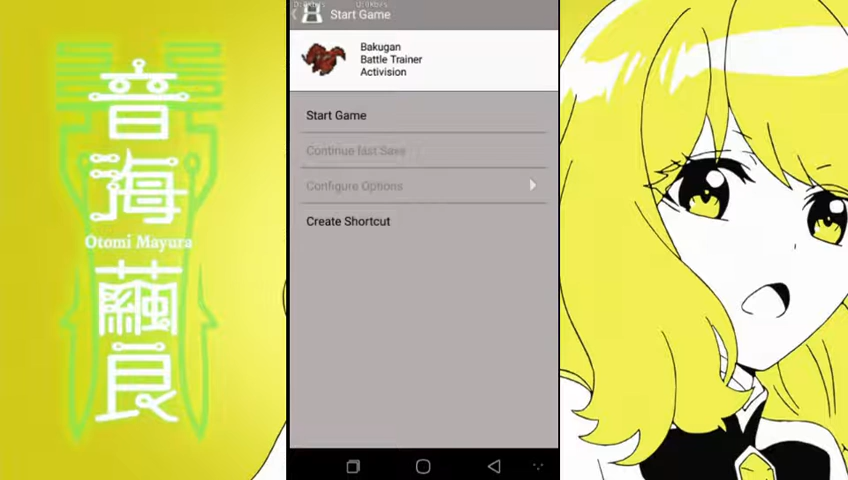 音海
Otomi Mayura
繭良
Start Game
Bakugan
Battle Trainer
Activision
Start Game
Continue last Save
Configure Options
Create Shortcut